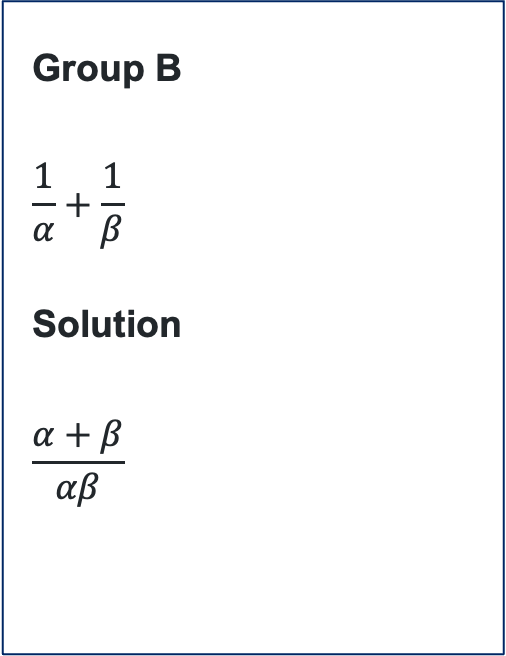 Group B
1/α + 1/β
Solution
α + β
αβ